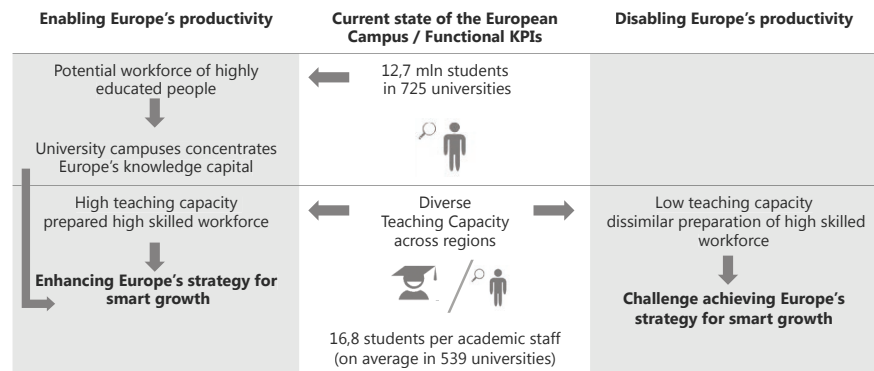 Enabling Europe's productivity
Current state of the European
Campus / Functional KPIs
Disabling Europe's productivity
Potential workforce of highly
educated people
12,7 mln students
in 725 universities
University campuses concentrates
Europe's knowledge capital
High teaching capacity
prepared high skilled workforce
Diverse
Teaching Capacity
across regions
Low teaching capacity
dissimilar preparation of high skilled
workforce
Enhancing Europe's strategy for
smart growth
Challenge achieving Europe's
strategy for smart growth
16,8 students per academic staff
(on average in 539 universities)